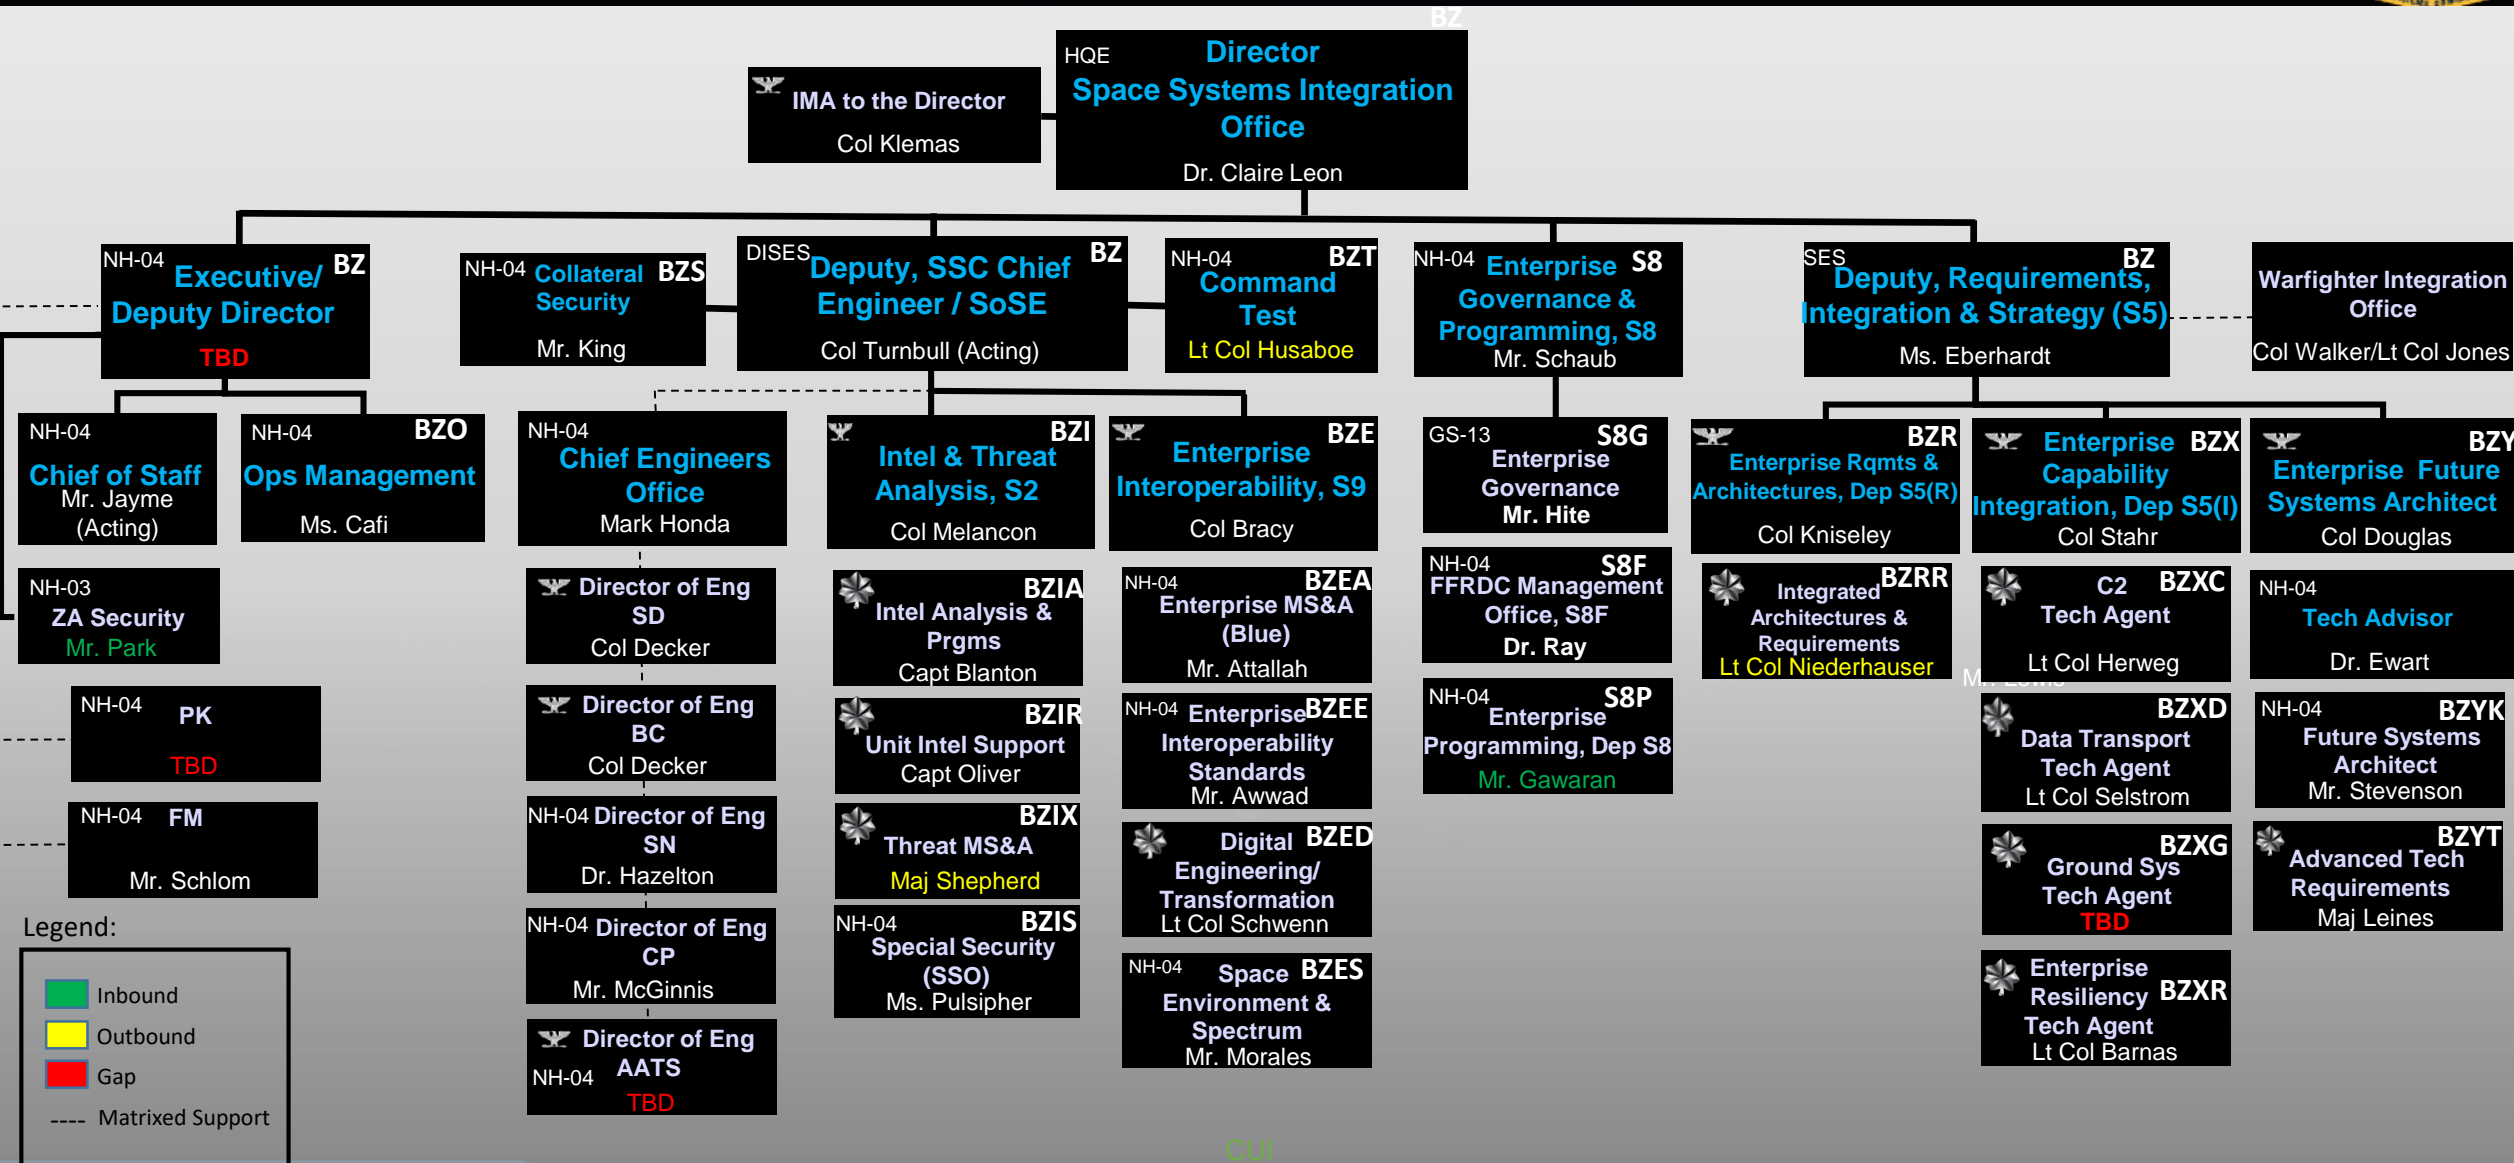 BZ
HQE
Director
Space Systems Integration
Office
Dr. Claire Leon
IMA to the Director
Col Klemas
NH-04
BZ
Executive/
Deputy Director
TBD
NH-04
BZS
Collateral
Security
Mr. King
DISES
BZ
Deputy, SSC Chief
Engineer / SoSE
Col Turnbull (Acting)
NH-04
BZT
Command
Test
Lt Col Husaboe
NH-04
S8
Enterprise
Governance &
Programming, S8
Mr. Schaub
SES
BZ
Deputy, Requirements,
Integration & Strategy (S5)
Ms. Eberhardt
Warfighter Integration
Office
Col Walker/Lt Col Jones
NH-04
Chief of Staff
Mr. Jayme
(Acting)
NH-04
BZO
Ops Management
Ms. Cafi
NH-03
ZA Security
Mr. Park
NH-04
PK
TBD
NH-04
FM
Mr. Schlom
NH-04
Chief Engineers
Office
Mark Honda
Director of Eng
SD
Col Decker
Director of Eng
BC
Col Decker
NH-04
Director of Eng
SN
Dr. Hazelton
NH-04
Director of Eng
CP
Mr. McGinnis
Director of Eng
AATS
NH-04
TBD
BZI
Intel & Threat
Analysis, S2
Col Melancon
BZIA
Intel Analysis &
Prgms
Capt Blanton
BZIR
Unit Intel Support
Capt Oliver
BZIX
Threat MS&A
Maj Shepherd
NH-04
BZIS
Special Security
(SSO)
Ms. Pulsipher
BZE
Enterprise
Interoperability, S9
Col Bracy
NH-04
BZEA
Enterprise MS&A
(Blue)
Mr. Attallah
NH-04
BZEE
Enterprise
Interoperability
Standards
Mr. Awwad
BZED
Digital
Engineering/
Transformation
Lt Col Schwenn
NH-04
BZES
Space
Environment &
Spectrum
Mr. Morales
GS-13
S8G
Enterprise
Governance
Mr. Hite
NH-04
S8F
FFRDC Management
Office, S8F
Dr. Ray
NH-04
S8P
Enterprise
Programming, Dep S8
Mr. Gawaran
BZR
Enterprise Rqmts &
Architectures, Dep S5(R)
Col Kniseley
BZRR
Integrated
Architectures &
Requirements
Lt Col Niederhauser
BZX
Enterprise
Capability
Integration, Dep S5(I)
Col Stahr
BZXC
C2
Tech Agent
Lt Col Herweg
BZXD
Data Transport
Tech Agent
Lt Col Selstrom
BZXG
Ground Sys
Tech Agent
TBD
BZXR
Enterprise
Resiliency
Tech Agent
Lt Col Barnas
BZY
Enterprise Future
Systems Architect
Col Douglas
NH-04
Tech Advisor
Dr. Ewart
NH-04
BZYK
Future Systems
Architect
Mr. Stevenson
BZYT
Advanced Tech
Requirements
Maj Leines
Legend:
Inbound
Outbound
Gap
---- Matrixed Support
CUI